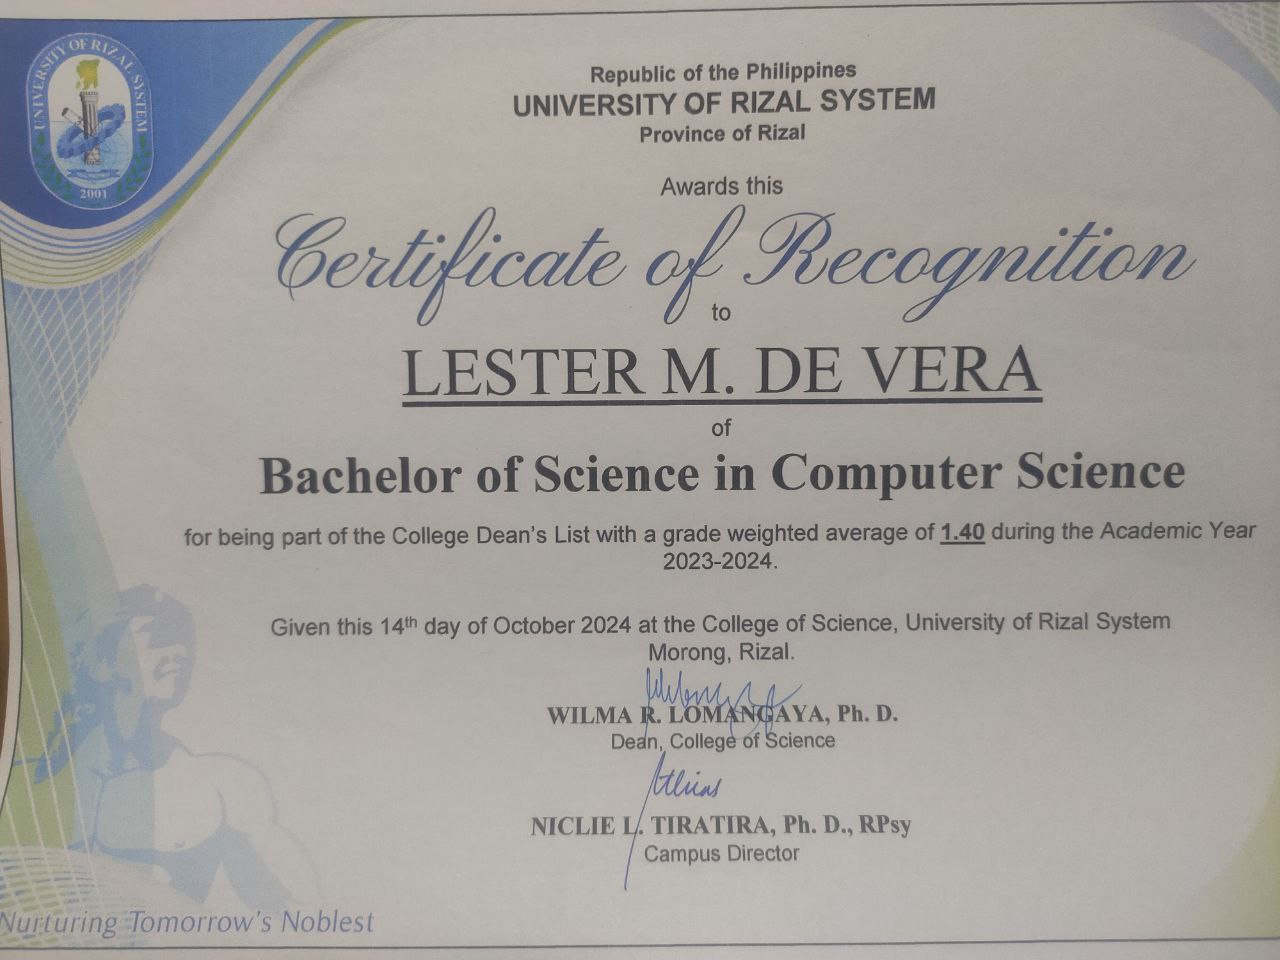 UNIVERSITY OF RIZAL SYSTEM
2001
Republic of the Philippines
UNIVERSITY OF RIZAL SYSTEM
Province of Rizal
Awards this
Certificate of Recognition
to
LESTER M. DE VERA
of
Bachelor of Science in Computer Science
for being part of the College Dean's List with a grade weighted average of 1.40 during the Academic Year
2023-2024.
Given this 14th day of October 2024 at the College of Science, University of Rizal System
Morong, Rizal.
WILMA R. LOMANGAYA, Ph. D.
Dean, College of Science
NICLIE L. TIRATIRA, Ph. D., RPsy
Campus Director
Nurturing Tomorrow's Noblest